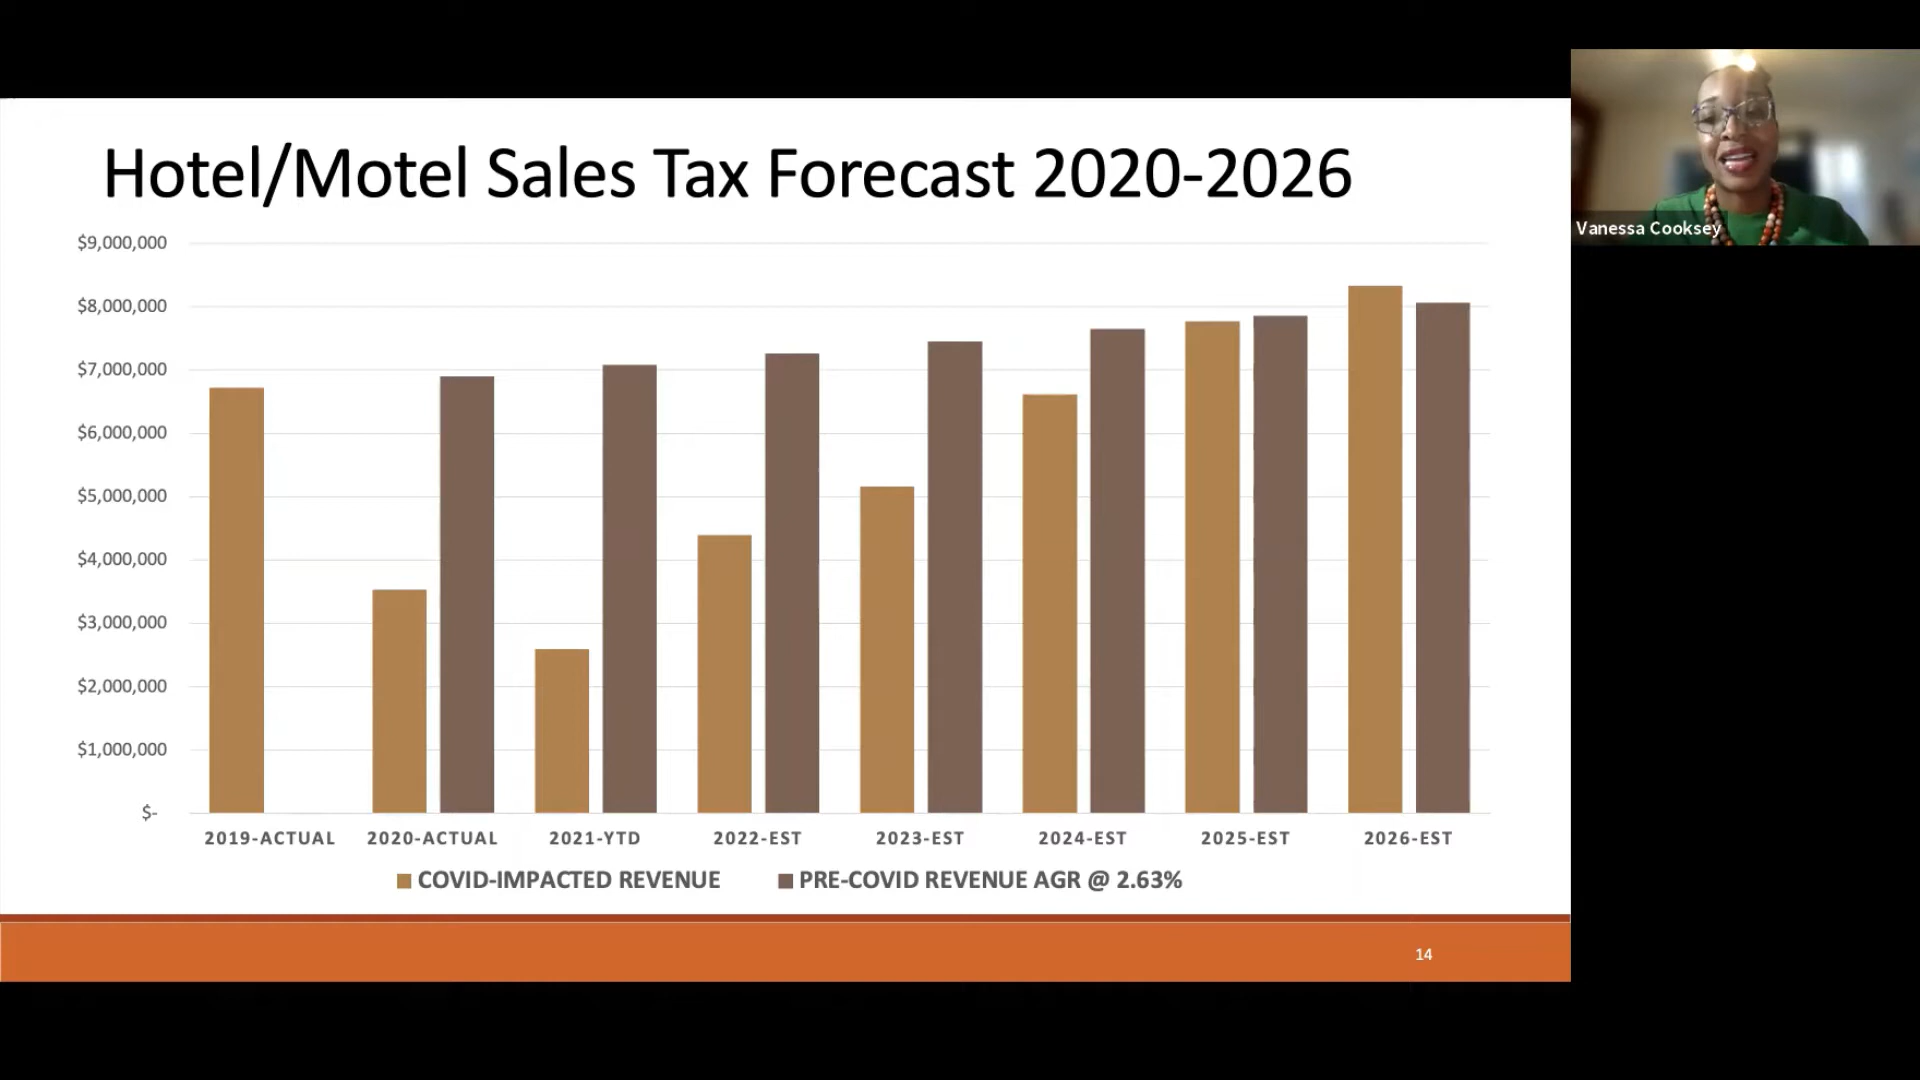 Hotel/Motel Sales Tax Forecast 2020-2026
$9,000,000
$8,000,000
$7,000,000
$6,000,000
$5,000,000
$4,000,000
$3,000,000
$2,000,000
$1,000,000
$-
2019-ACTUAL 2020-ACTUAL 2021-YTD 2022-EST 2023-EST 2024-EST 2025-EST 2026-EST
COVID-IMPACTED REVENUE PRE-COVID REVENUE AGR @ 2.63%
14
Vanessa Cooksey